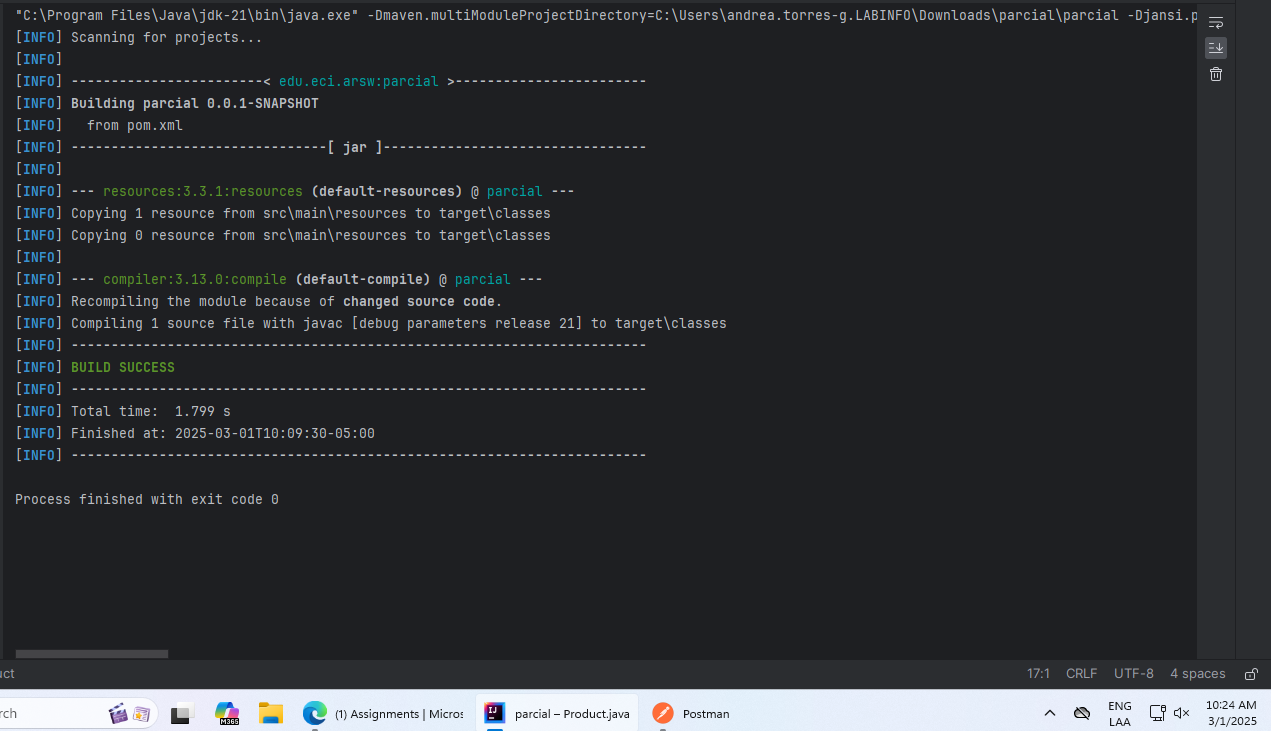 "C:\Program Files\Java\jdk-21\bin\java.exe" -Dmaven.multiModuleProjectDirectory=C:\Users\andrea.torres-g.LABINFO\Downloads\parcial\parcial -Djansi.p
[INFO] Scanning for projects...
[INFO]
[INFO] ------------------------< edu.eci.arsw:parcial >------------------------
[INFO] Building parcial 0.0.1-SNAPSHOT
[INFO]   from pom.xml
[INFO] --------------------------------[ jar ]---------------------------------
[INFO]
[INFO] --- resources:3.3.1:resources (default-resources) @ parcial ---
[INFO] Copying 1 resource from src\main\resources to target\classes
[INFO] Copying 0 resource from src\main\resources to target\classes
[INFO]
[INFO] --- compiler:3.13.0:compile (default-compile) @ parcial ---
[INFO] Recompiling the module because of changed source code.
[INFO] Compiling 1 source file with javac [debug parameters release 21] to target\classes
[INFO] ------------------------------------------------------------------------
[INFO] BUILD SUCCESS
[INFO] ------------------------------------------------------------------------
[INFO] Total time:  1.799 s
[INFO] Finished at: 2025-03-01T10:09:30-05:00
[INFO] ------------------------------------------------------------------------
Process finished with exit code 0
uct 17:1 CRLF UTF-8 4 spaces
rch M365 (1) Assignments | Micros IJ parcial – Product.java Postman ENG 10:24 AM
LAA 3/1/2025